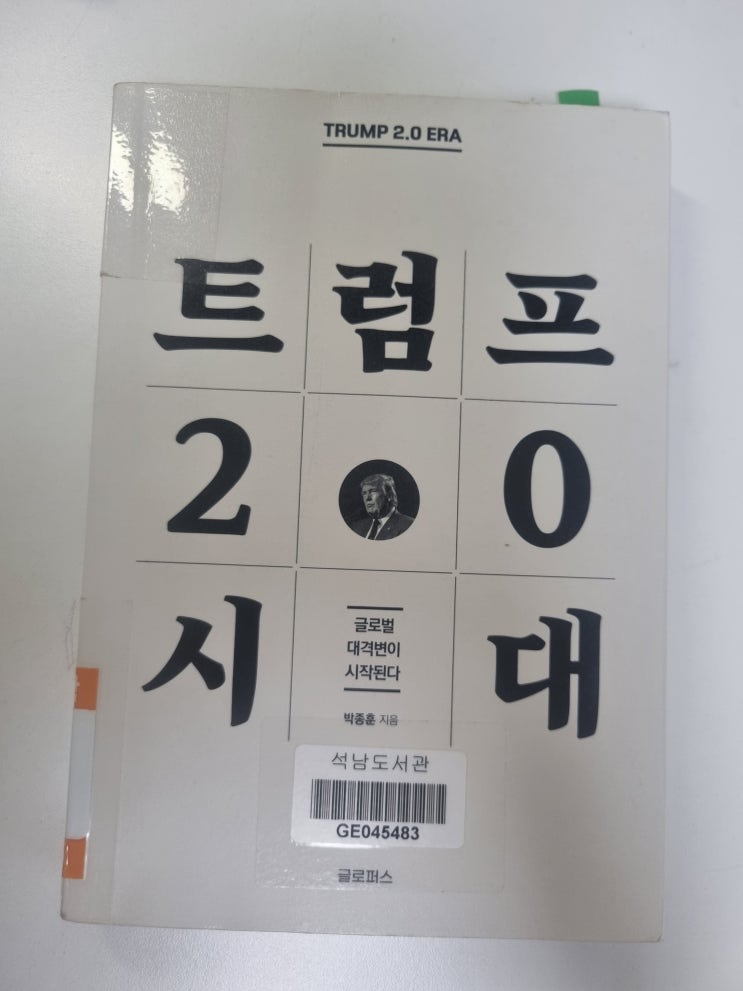 TRUMP 2.0 ERA
트럼프
2.0
시대
글로벌
대격변이
시작된다
박종훈 지음
석남도서관
GE045483
글로퍼스